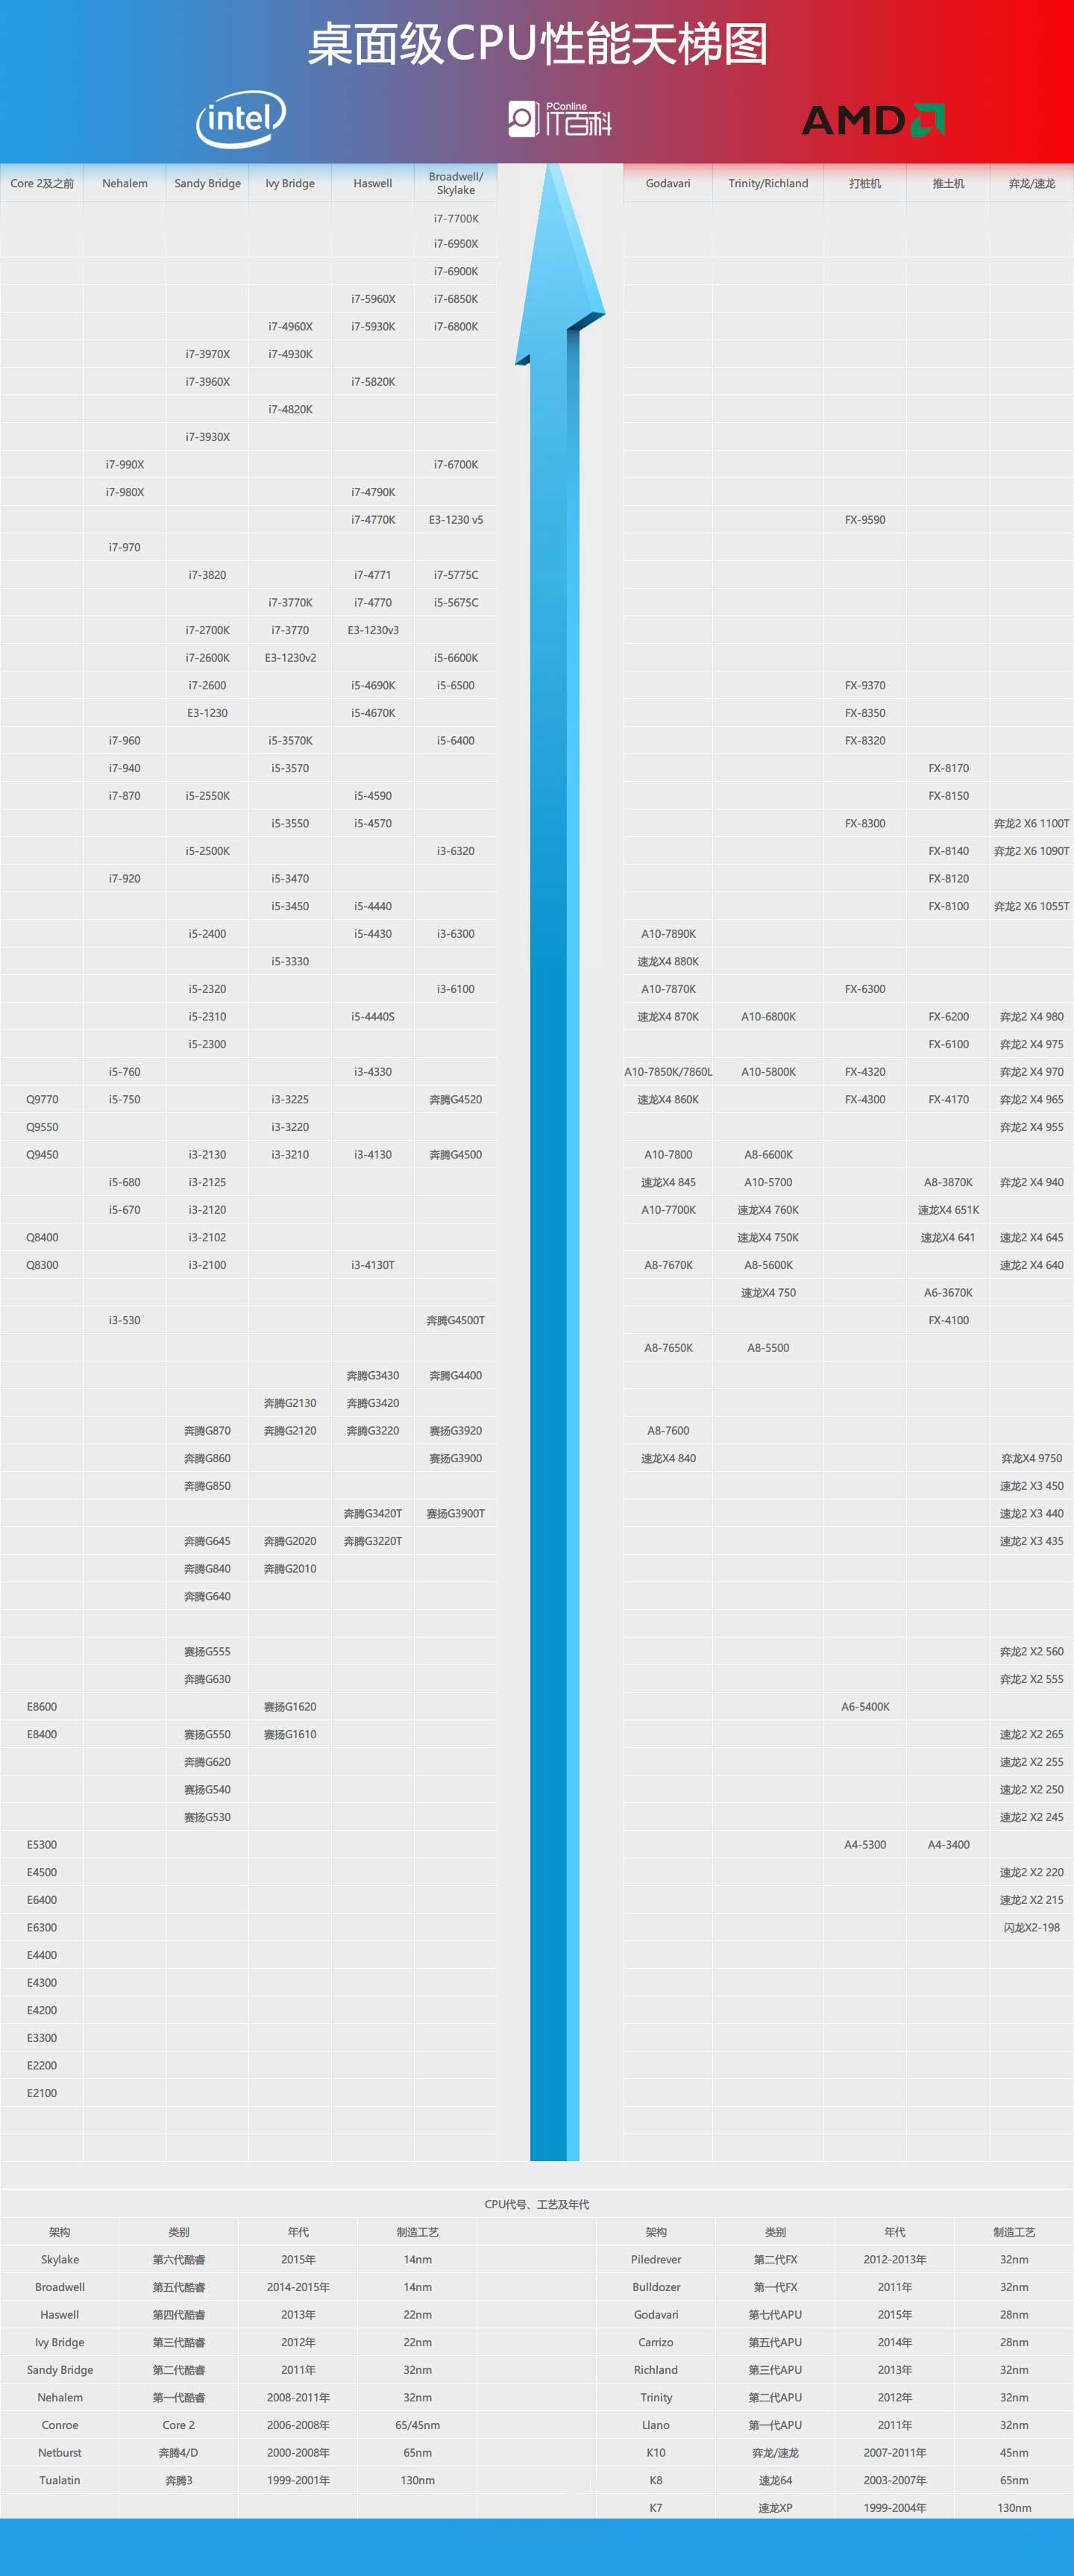 桌面级CPU性能天梯图
intel PConline IT百科 AMD
Core 2及之前 Nehalem Sandy Bridge Ivy Bridge Haswell Broadwell/Skylake Godavari Trinity/Richland 打桩机 推土机 弈龙/速龙
i7-7700K
i7-6950X
i7-6900K
i7-5960X i7-6850K
i7-4960X i7-5930K i7-6800K
i7-3970X i7-4930K
i7-3960X i7-5820K
i7-4820K
i7-3930X
i7-990X i7-6700K
i7-980X i7-4790K
i7-4770K E3-1230 v5 FX-9590
i7-970
i7-3820 i7-4771 i7-5775C
i7-3770K i7-4770 i5-5675C
i7-2700K i7-3770 E3-1230v3
i7-2600K E3-1230v2 i5-6600K
i7-2600 i5-4690K i5-6500 FX-9370
E3-1230 i5-4670K FX-8350
i7-960 i5-3570K i5-6400 FX-8320
i7-940 i5-3570 FX-8170
i7-870 i5-2550K i5-4590 FX-8150
i5-3550 i5-4570 FX-8300 弈龙2 X6 1100T
i5-2500K i3-6320 FX-8140 弈龙2 X6 1090T
i7-920 i5-3470 FX-8120
i5-3450 i5-4440 FX-8100 弈龙2 X6 1055T
i5-2400 i5-4430 i3-6300 A10-7890K
i5-3330 速龙X4 880K
i5-2320 i3-6100 A10-7870K FX-6300
i5-2310 i5-4440S 速龙X4 870K A10-6800K FX-6200 弈龙2 X4 980
i5-2300 FX-6100 弈龙2 X4 975
i5-760 i3-4330 A10-7850K/7860L A10-5800K FX-4320 弈龙2 X4 970
Q9770 i5-750 i3-3225 奔腾G4520 速龙X4 860K FX-4300 FX-4170 弈龙2 X4 965
Q9550 i3-3220 弈龙2 X4 955
Q9450 i3-2130 i3-3210 i3-4130 奔腾G4500 A10-7800 A8-6600K
i5-680 i3-2125 速龙X4 845 A10-5700 A8-3870K 弈龙2 X4 940
i5-670 i3-2120 A10-7700K 速龙X4 760K 速龙X4 651K
Q8400 i3-2102 速龙X4 750K 速龙X4 641 速龙2 X4 645
Q8300 i3-2100 i3-4130T A8-7670K A8-5600K 速龙2 X4 640
速龙X4 750 A6-3670K
i3-530 奔腾G4500T FX-4100
A8-7650K A8-5500
奔腾G3430 奔腾G4400
奔腾G2130 奔腾G3420
奔腾G870 奔腾G2120 奔腾G3220 赛扬G3920 A8-7600
奔腾G860 赛扬G3900 速龙X4 840 弈龙X4 9750
奔腾G850 速龙2 X3 450
奔腾G3420T 赛扬G3900T 速龙2 X3 440
奔腾G645 奔腾G2020 奔腾G3220T 速龙2 X3 435
奔腾G840 奔腾G2010
奔腾G640
赛扬G555 弈龙2 X2 560
奔腾G630 弈龙2 X2 555
E8600 赛扬G1620 A6-5400K
E8400 赛扬G550 赛扬G1610 速龙2 X2 265
奔腾G620 速龙2 X2 255
赛扬G540 速龙2 X2 250
赛扬G530 速龙2 X2 245
E5300 A4-5300 A4-3400
E4500 速龙2 X2 220
E6400 速龙2 X2 215
E6300 闪龙X2-198
E4400
E4300
E4200
E3300
E2200
E2100
CPU代号、工艺及年代
架构 类别 年代 制造工艺 架构 类别 年代 制造工艺
Skylake 第六代酷睿 2015年 14nm Piledrever 第二代FX 2012-2013年 32nm
Broadwell 第五代酷睿 2014-2015年 14nm Bulldozer 第一代FX 2011年 32nm
Haswell 第四代酷睿 2013年 22nm Godavari 第七代APU 2015年 28nm
Ivy Bridge 第三代酷睿 2012年 22nm Carrizo 第五代APU 2014年 28nm
Sandy Bridge 第二代酷睿 2011年 32nm Richland 第三代APU 2013年 32nm
Nehalem 第一代酷睿 2008-2011年 32nm Trinity 第二代APU 2012年 32nm
Conroe Core 2 2006-2008年 65/45nm Llano 第一代APU 2011年 32nm
Netburst 奔腾4/D 2000-2008年 65nm K10 弈龙/速龙 2007-2011年 45nm
Tualatin 奔腾3 1999-2001年 130nm K8 速龙64 2003-2007年 65nm
K7 速龙XP 1999-2004年 130nm